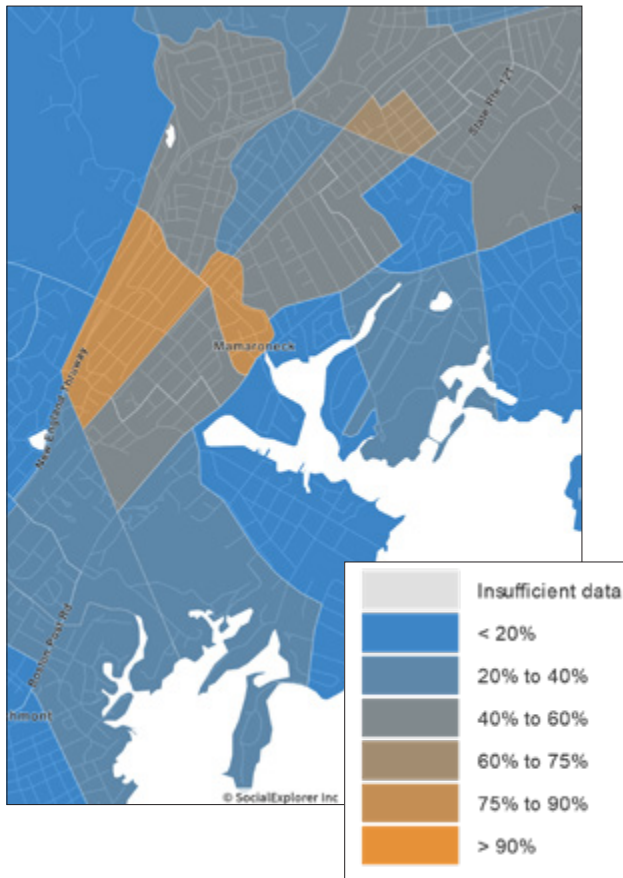 State Rte 127
Mamaroneck
New England Thruway
Boston Post Rd
chmont
© SocialExplorer Inc
Insufficient data
< 20%
20% to 40%
40% to 60%
60% to 75%
75% to 90%
> 90%